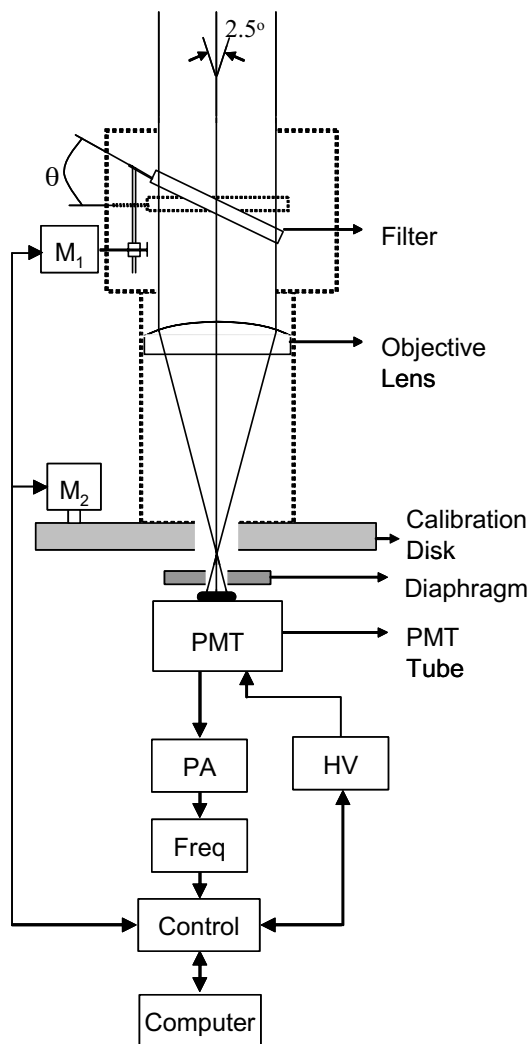 2.5°
θ
M₁
Filter
Objective
Lens
M₂
Calibration
Disk
Diaphragm
PMT
PMT
Tube
PA
HV
Freq
Control
Computer